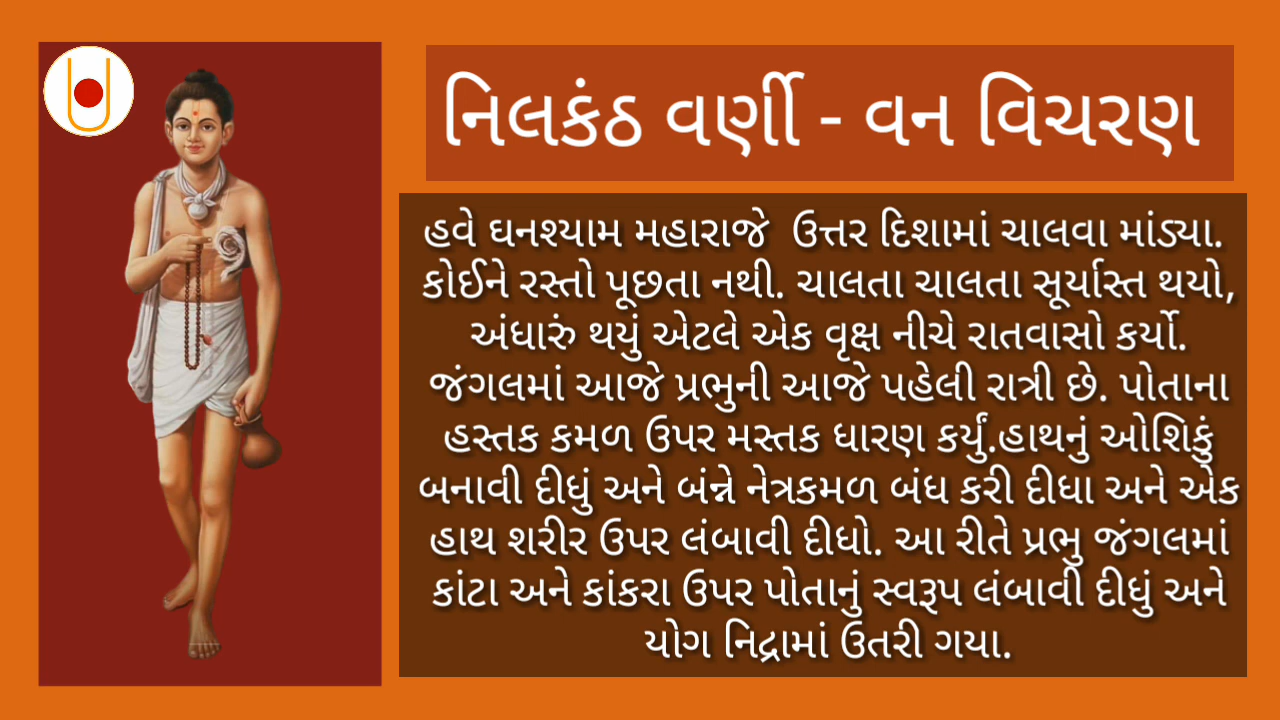 નિલકંઠ વર્ણી - વન વિચરણ
હવે ઘનશ્યામ મહારાજે ઉત્તર દિશામાં ચાલવા માંડ્યા.
કોઈને રસ્તો પૂછતા નથી. ચાલતા ચાલતા સૂર્યાસ્ત થયો,
અંધારું થયું એટલે એક વૃક્ષ નીચે રાતવાસો કર્યો.
જંગલમાં આજે પ્રભુની આજે પહેલી રાત્રી છે. પોતાના
હસ્તક કમળ ઉપર મસ્તક ધારણ કર્યું.હાથનું ઓશિકું
બનાવી દીધું અને બંન્ને નેત્રકમળ બંધ કરી દીધા અને એક
હાથ શરીર ઉપર લંબાવી દીધો. આ રીતે પ્રભુ જંગલમાં
કાંટા અને કાંકરા ઉપર પોતાનું સ્વરૂપ લંબાવી દીધું અને
યોગ નિદ્રામાં ઉતરી ગયા.